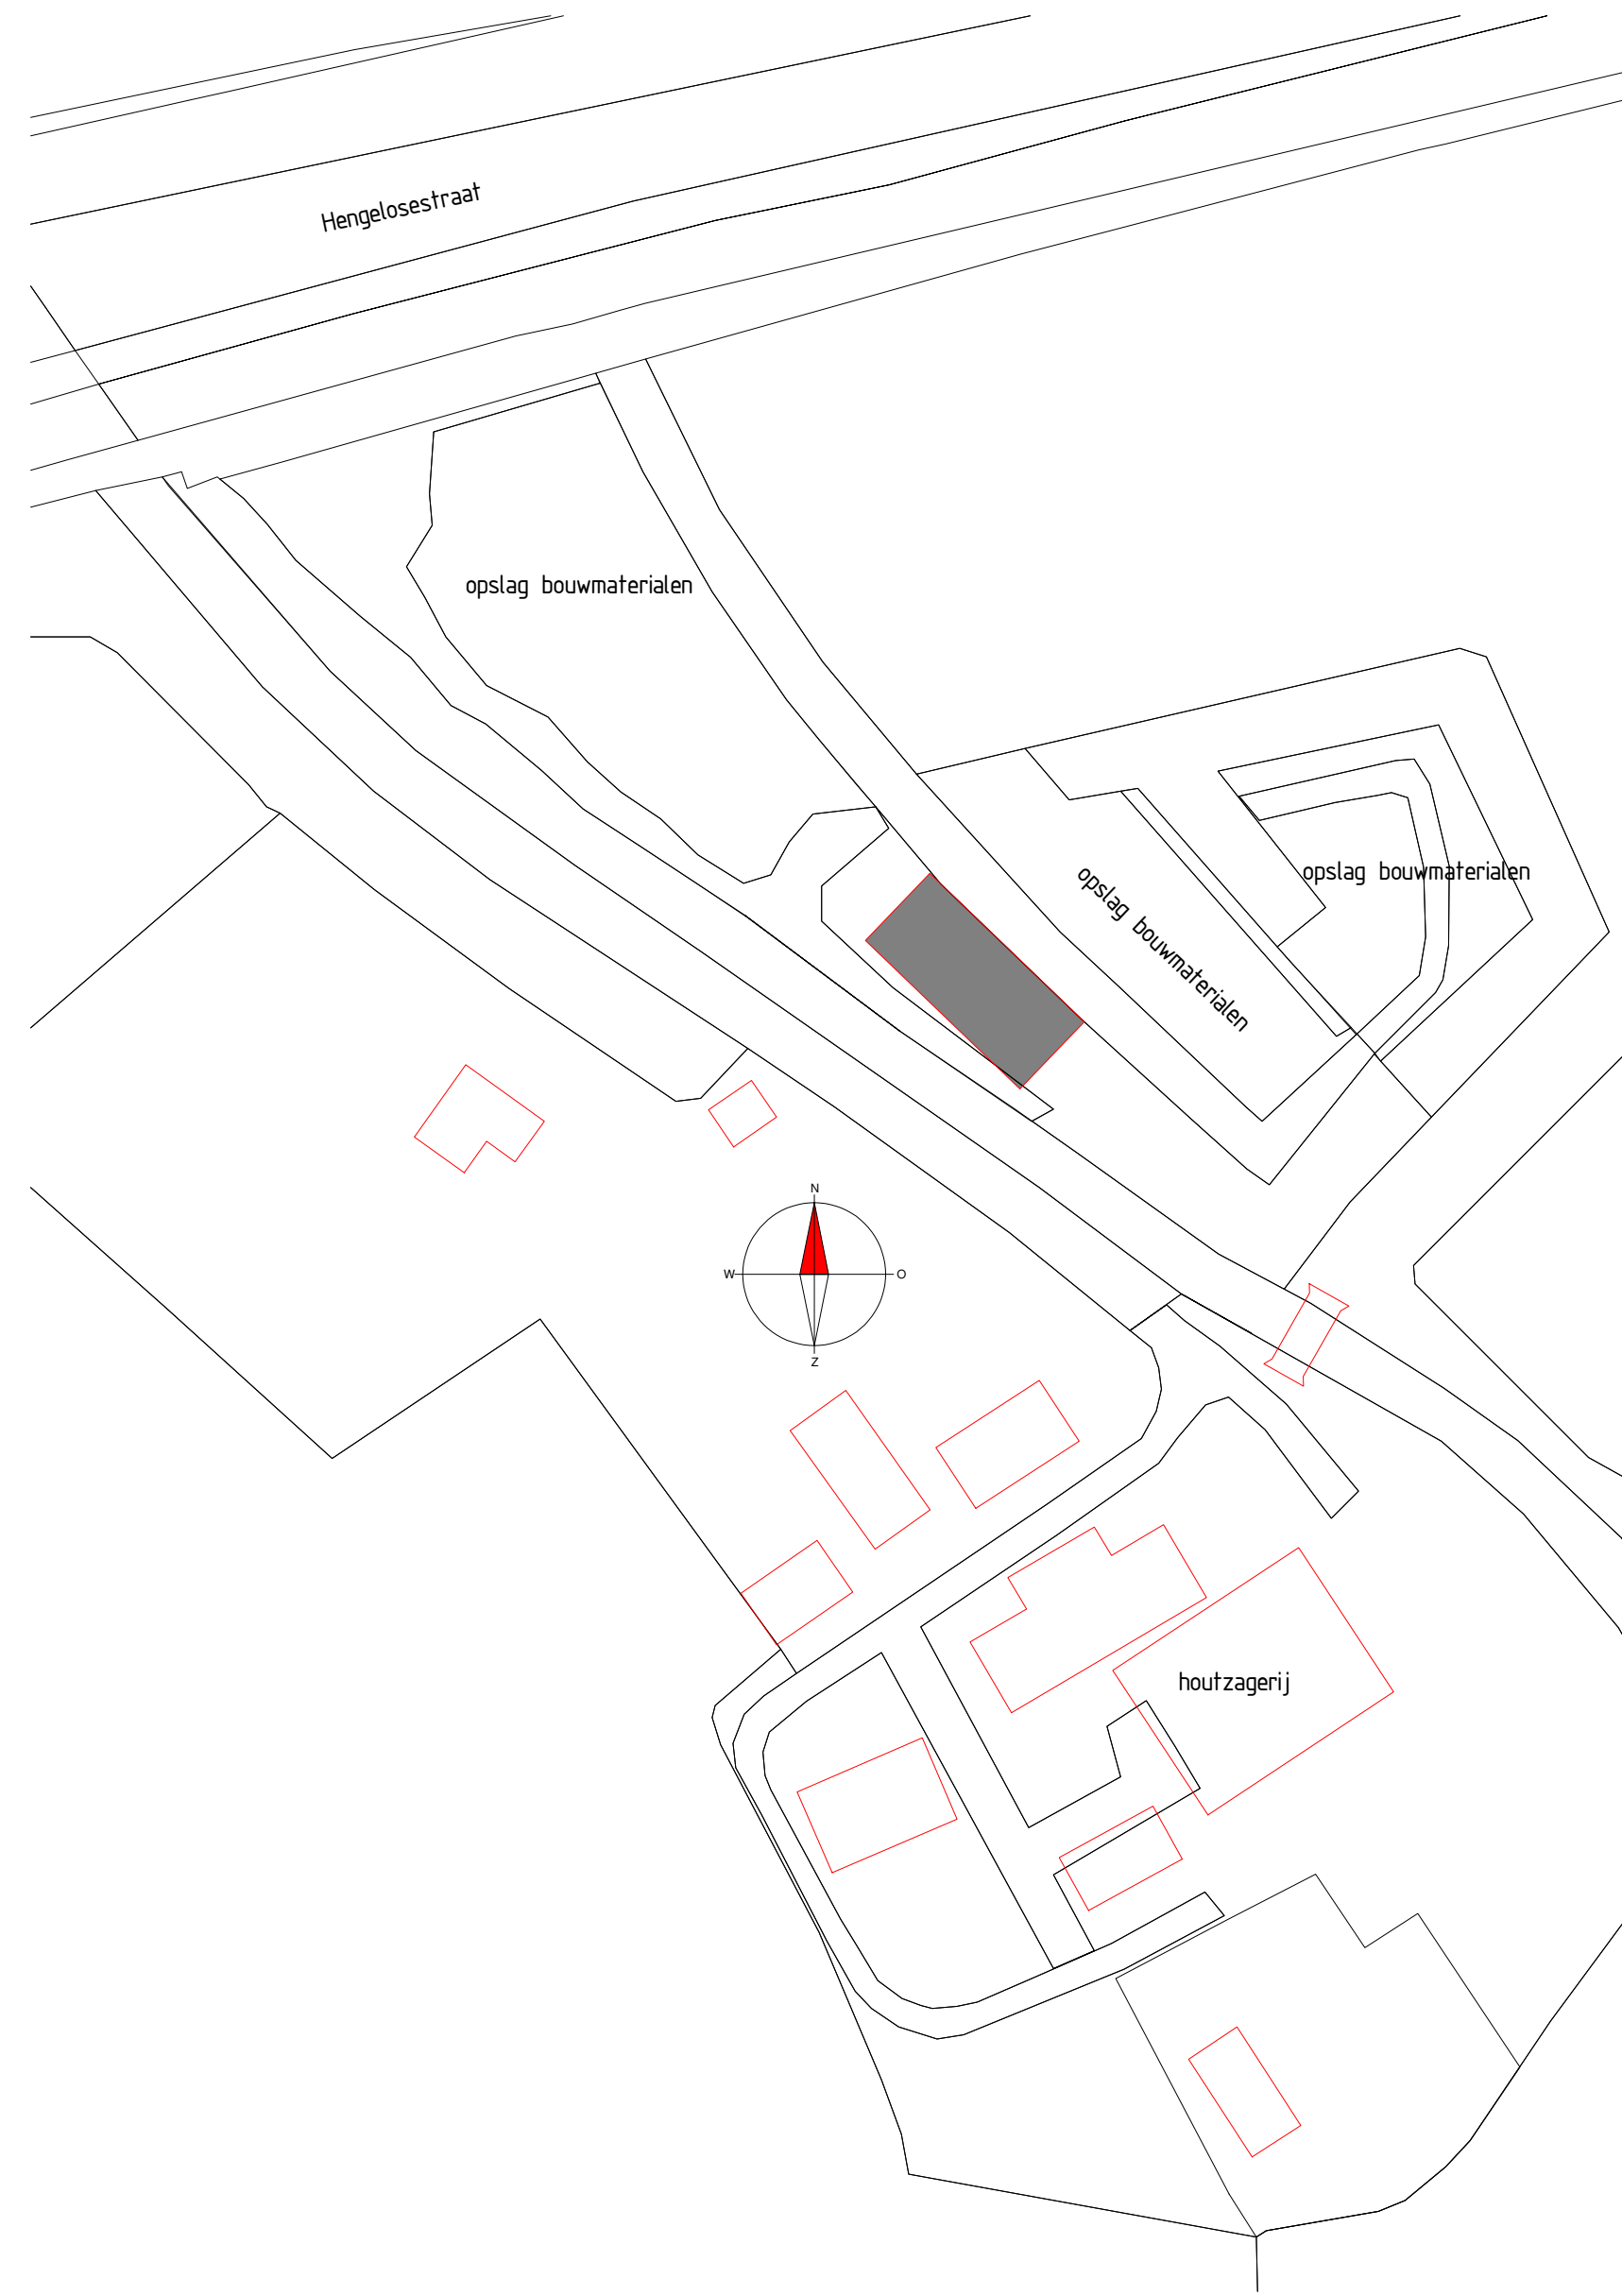 Hengelosestraat
opslag bouwmaterialen
opslag bouwmaterialen
opslag bouwmaterialen
N
W
O
Z
houtzagerij